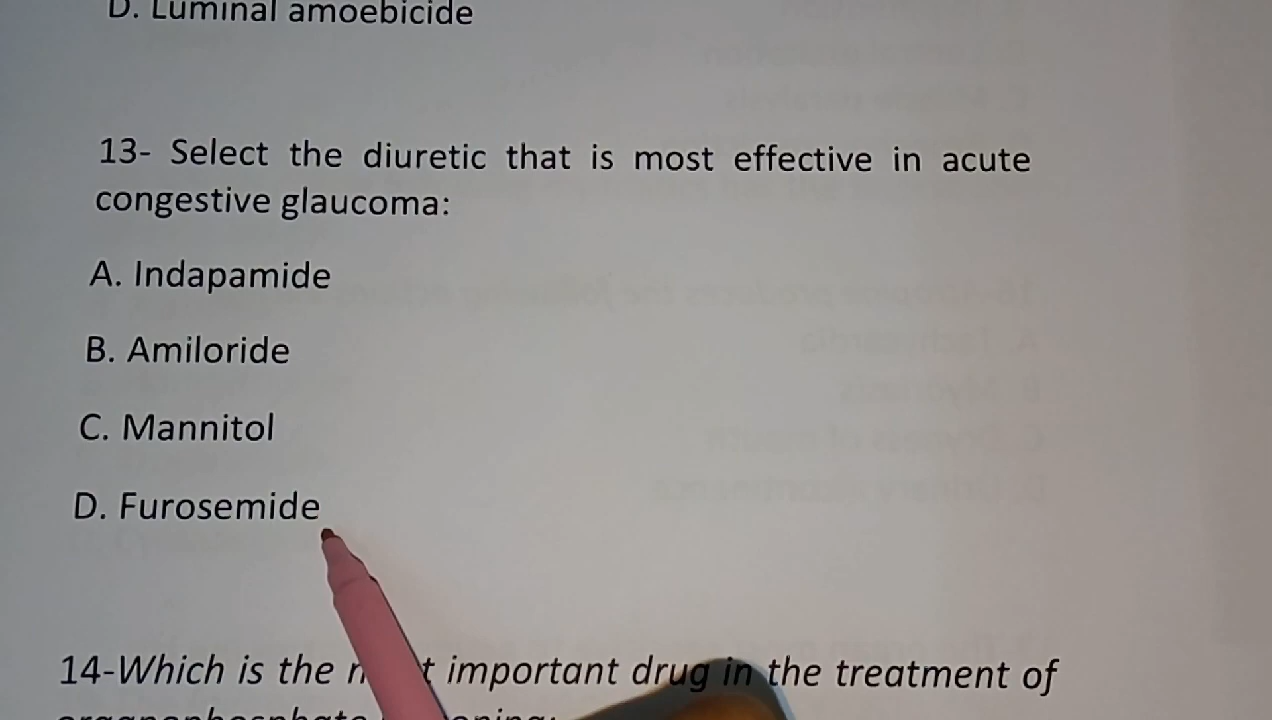 D. Luminal amoebicide
13- Select the diuretic that is most effective in acute
congestive glaucoma:
A. Indapamide
B. Amiloride
C. Mannitol
D. Furosemide
14-Which is the important drug in the treatment of